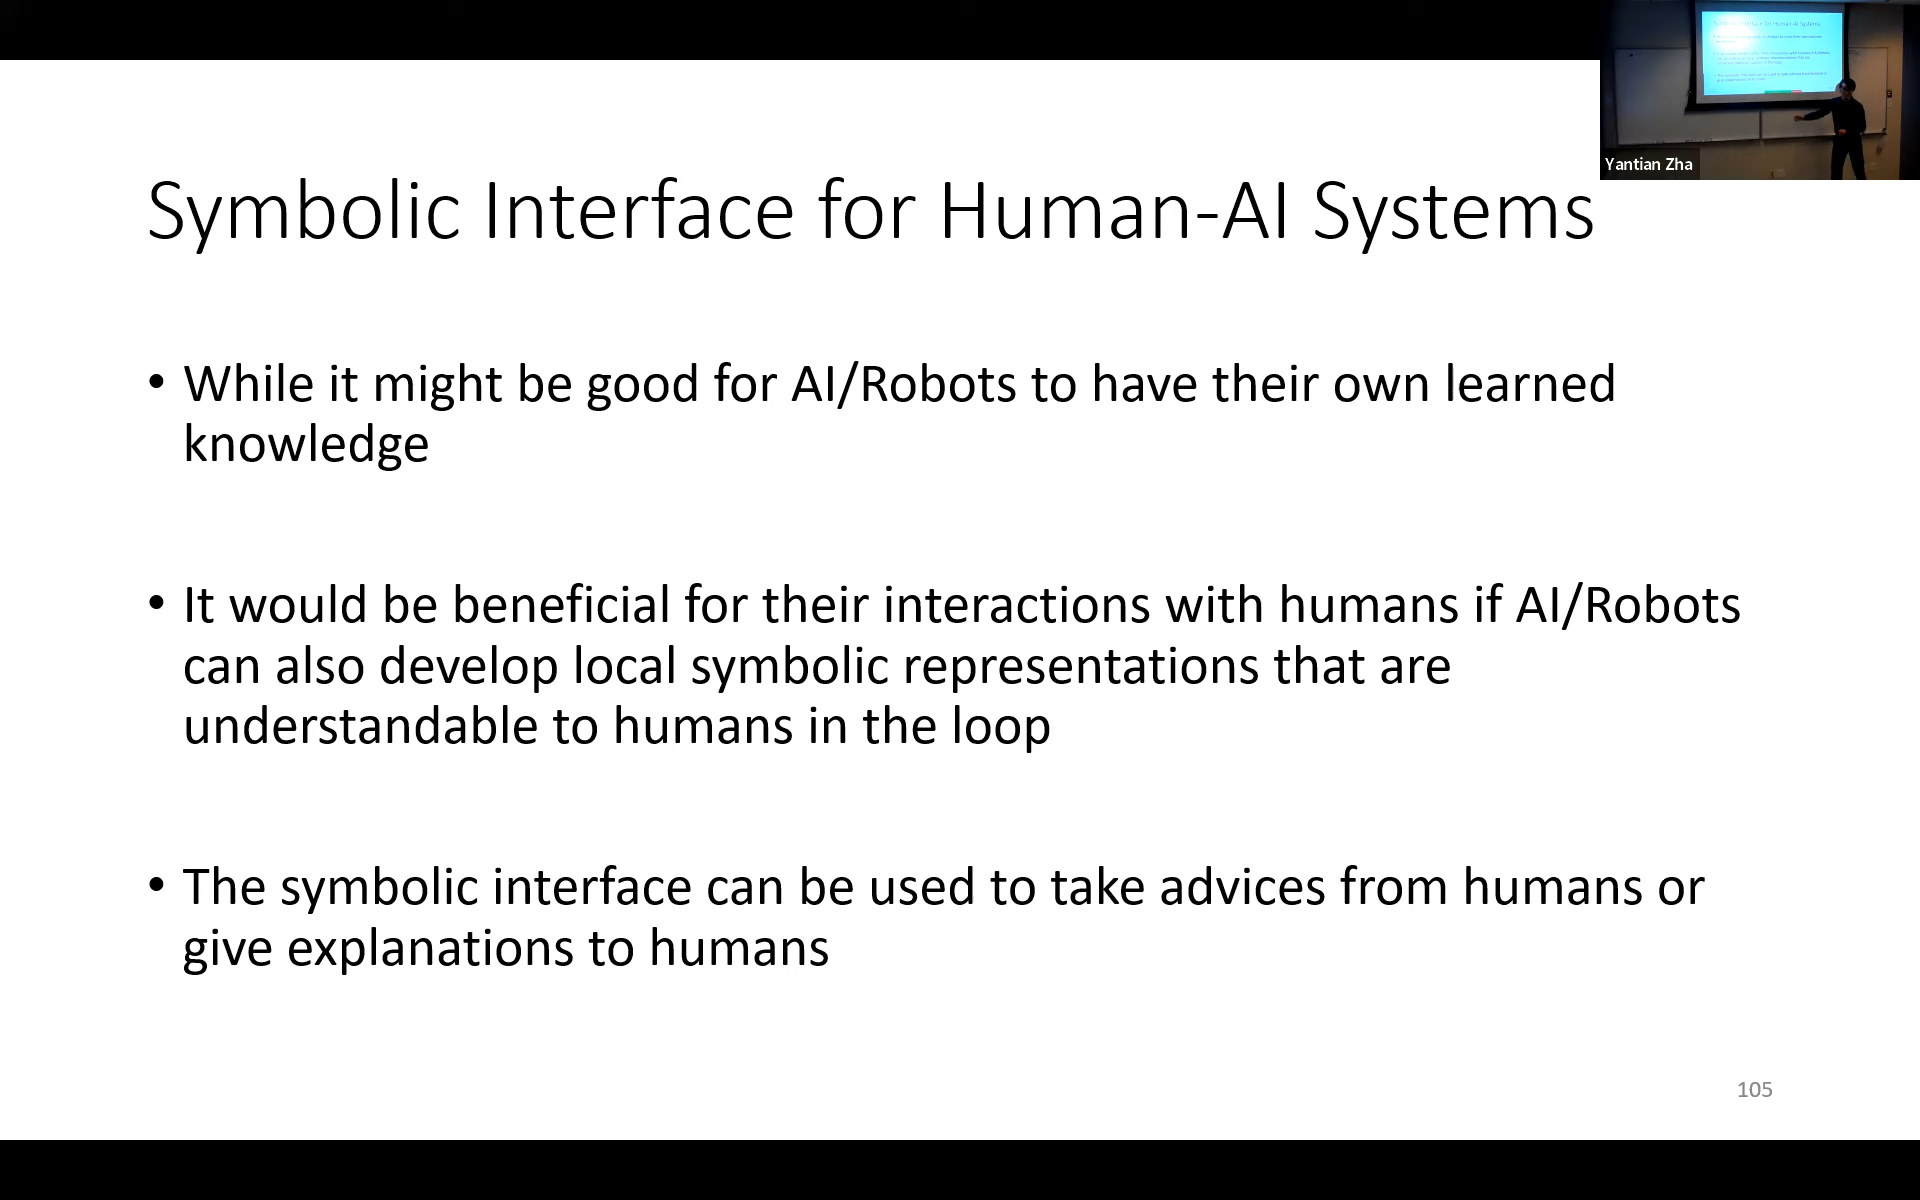 Yantian Zha
Symbolic Interface for Human-AI Systems
• While it might be good for AI/Robots to have their own learned
knowledge
• It would be beneficial for their interactions with humans if AI/Robots
can also develop local symbolic representations that are
understandable to humans in the loop
• The symbolic interface can be used to take advices from humans or
give explanations to humans
105